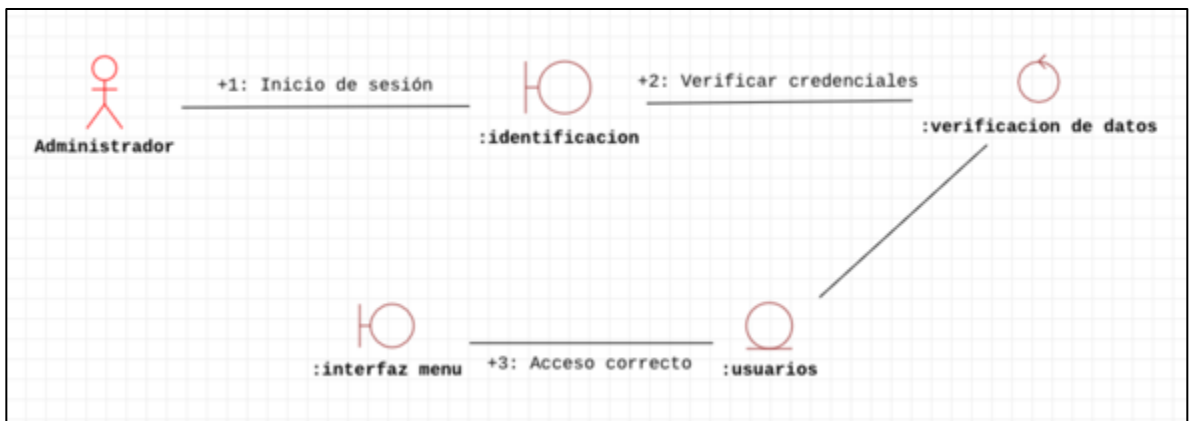 +1: Inicio de sesión
+2: Verificar credenciales
Administrador
:identificacion
:verificacion de datos
:interfaz menu
+3: Acceso correcto
:usuarios